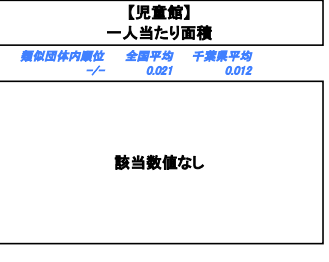 【児童館】
一人当たり面積
類似団体内順位 全国平均 千葉県平均
-/- 0.021 0.012
該当数値なし